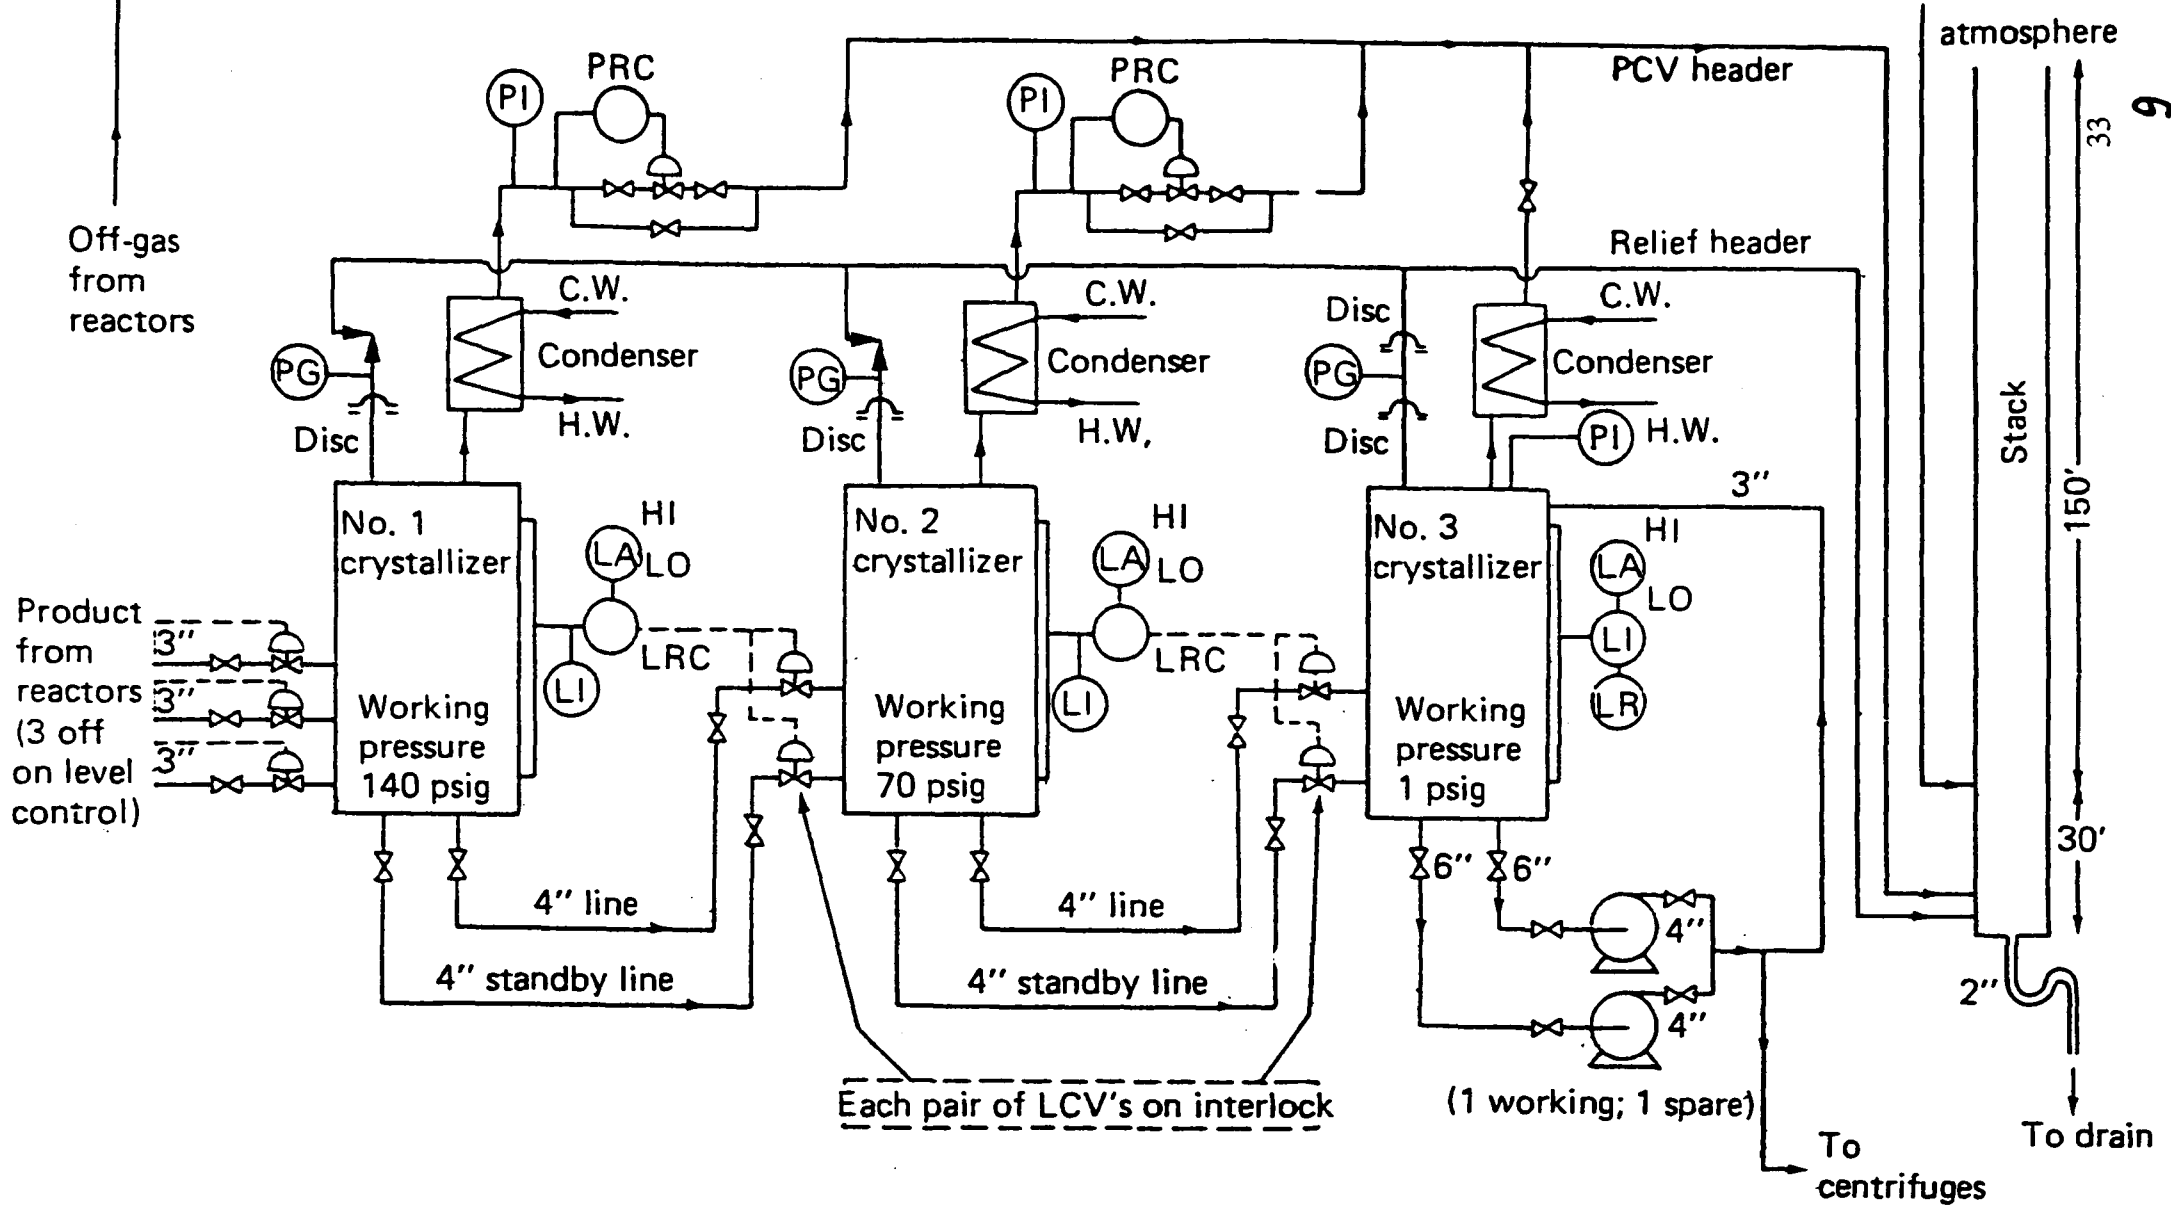 atmosphere
33
9
PRC
PI
PRC
PI
PCV header
Off-gas
from
reactors
Relief header
C.W.
C.W.
C.W.
Disc
PG
Condenser
PG
Condenser
PG
Condenser
H.W.
H.W,
PI
H.W.
Disc
Disc
Disc
Stack
150′
3″
No. 1
crystallizer
HI
LA
LO
No. 2
crystallizer
HI
LA
LO
No. 3
crystallizer
HI
LA
LO
Product
from
reactors
(3 off
on level
control)
3″
3″
3″
LRC
LI
LRC
LI
LI
LR
Working
pressure
140 psig
Working
pressure
70 psig
Working
pressure
1 psig
30′
6″
6″
4″ line
4″ line
4″
4″ standby line
4″ standby line
4″
2″
Each pair of LCV's on interlock
(1 working; 1 spare)
To
centrifuges
To drain